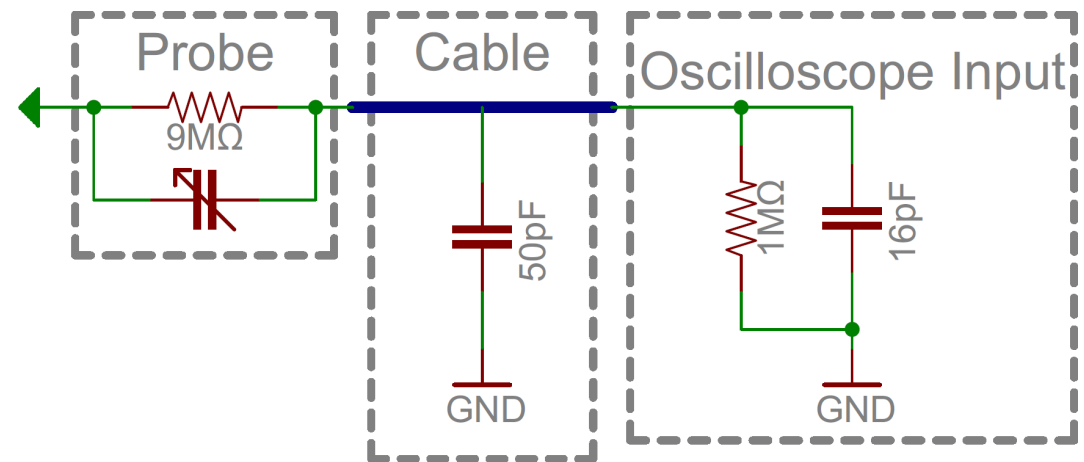 Probe
9MΩ
Cable
50pF
GND
Oscilloscope Input
1MΩ
16pF
GND